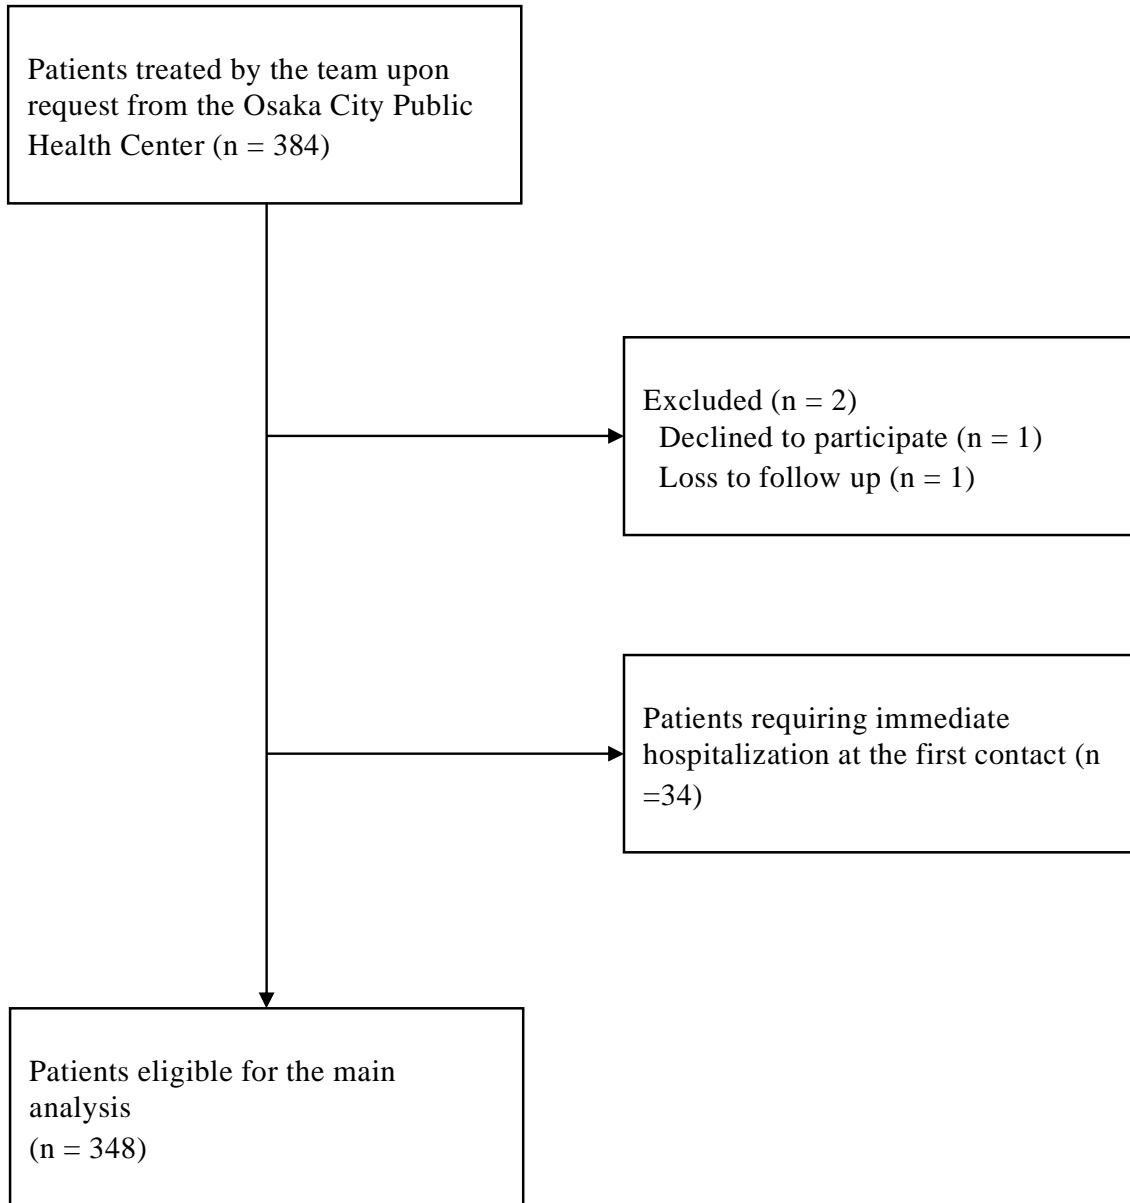 Patients treated by the team upon
request from the Osaka City Public
Health Center (n = 384)
Excluded (n = 2)
Declined to participate (n = 1)
Loss to follow up (n = 1)
Patients requiring immediate
hospitalization at the first contact (n
=34)
Patients eligible for the main
analysis
(n = 348)